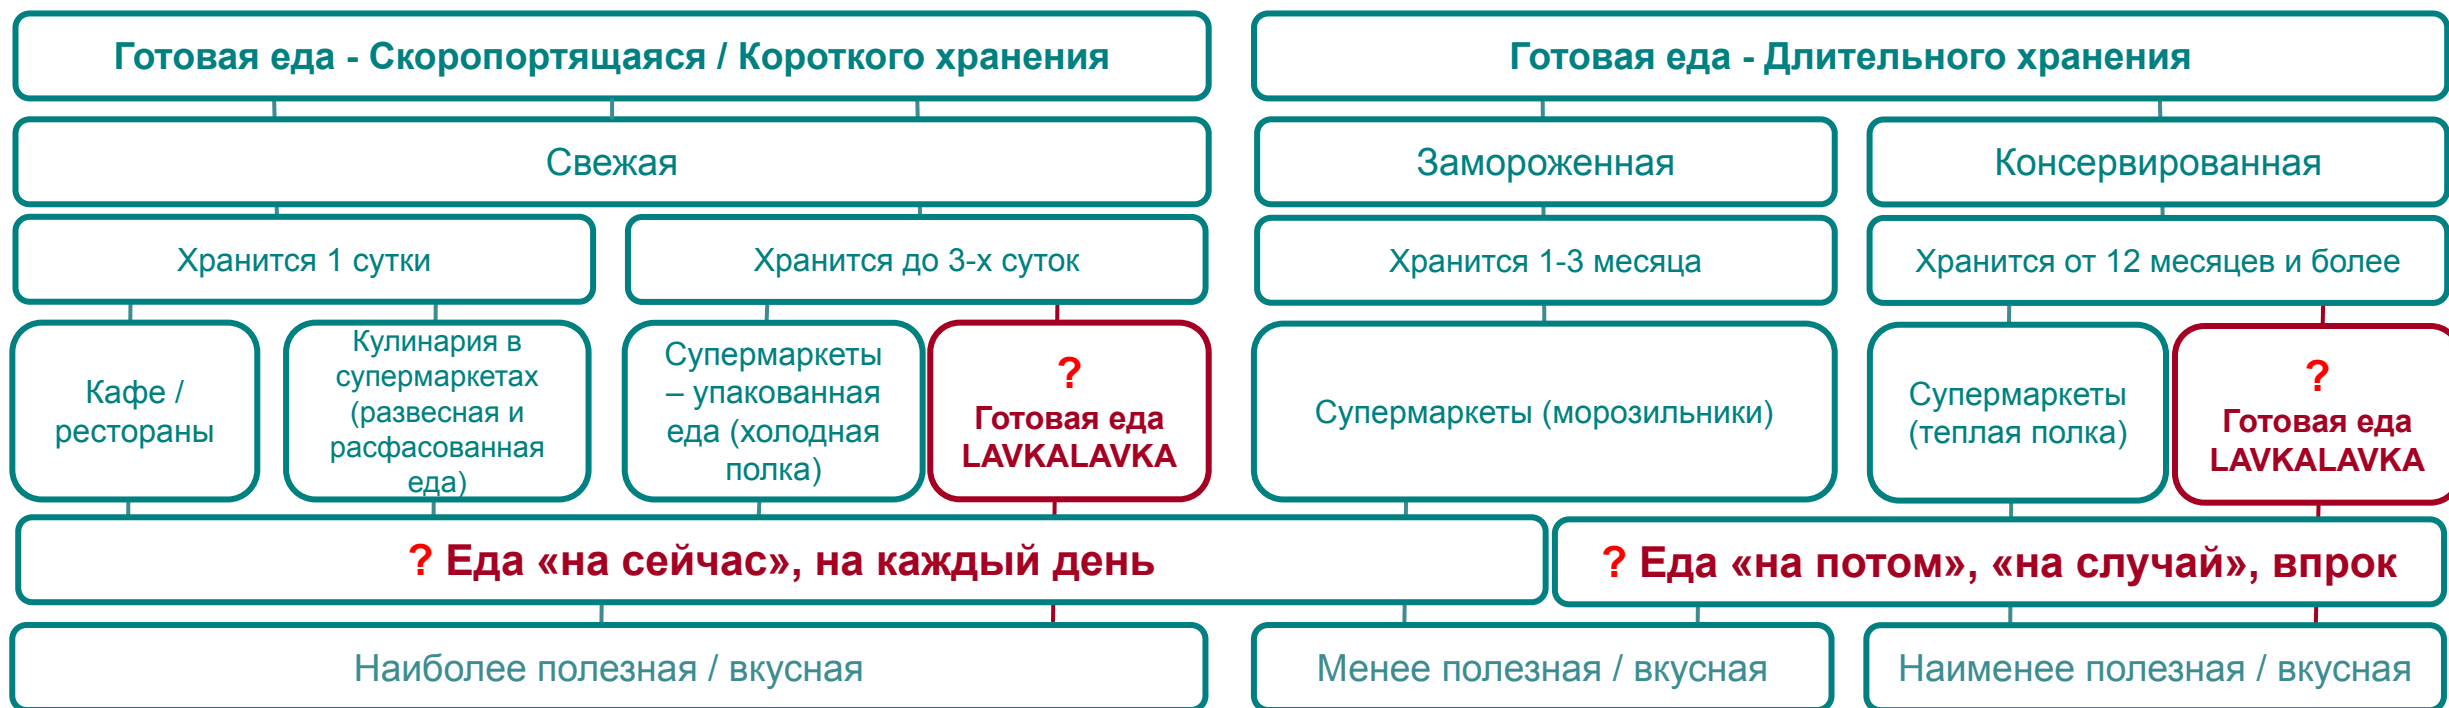 Готовая еда - Скоропортящаяся / Короткого хранения
Готовая еда - Длительного хранения
Свежая
Замороженная
Консервированная
Хранится 1 сутки
Хранится до 3-х суток
Хранится 1-3 месяца
Хранится от 12 месяцев и более
Кафе /
рестораны
Кулинария в
супермаркетах
(развесная и
расфасованная
еда)
Супермаркеты
– упакованная
еда (холодная
полка)
?
Готовая еда
LAVKALAVKA
Супермаркеты (морозильники)
Супермаркеты
(теплая полка)
?
Готовая еда
LAVKALAVKA
? Еда «на сейчас», на каждый день
? Еда «на потом», «на случай», впрок
Наиболее полезная / вкусная
Менее полезная / вкусная
Наименее полезная / вкусная